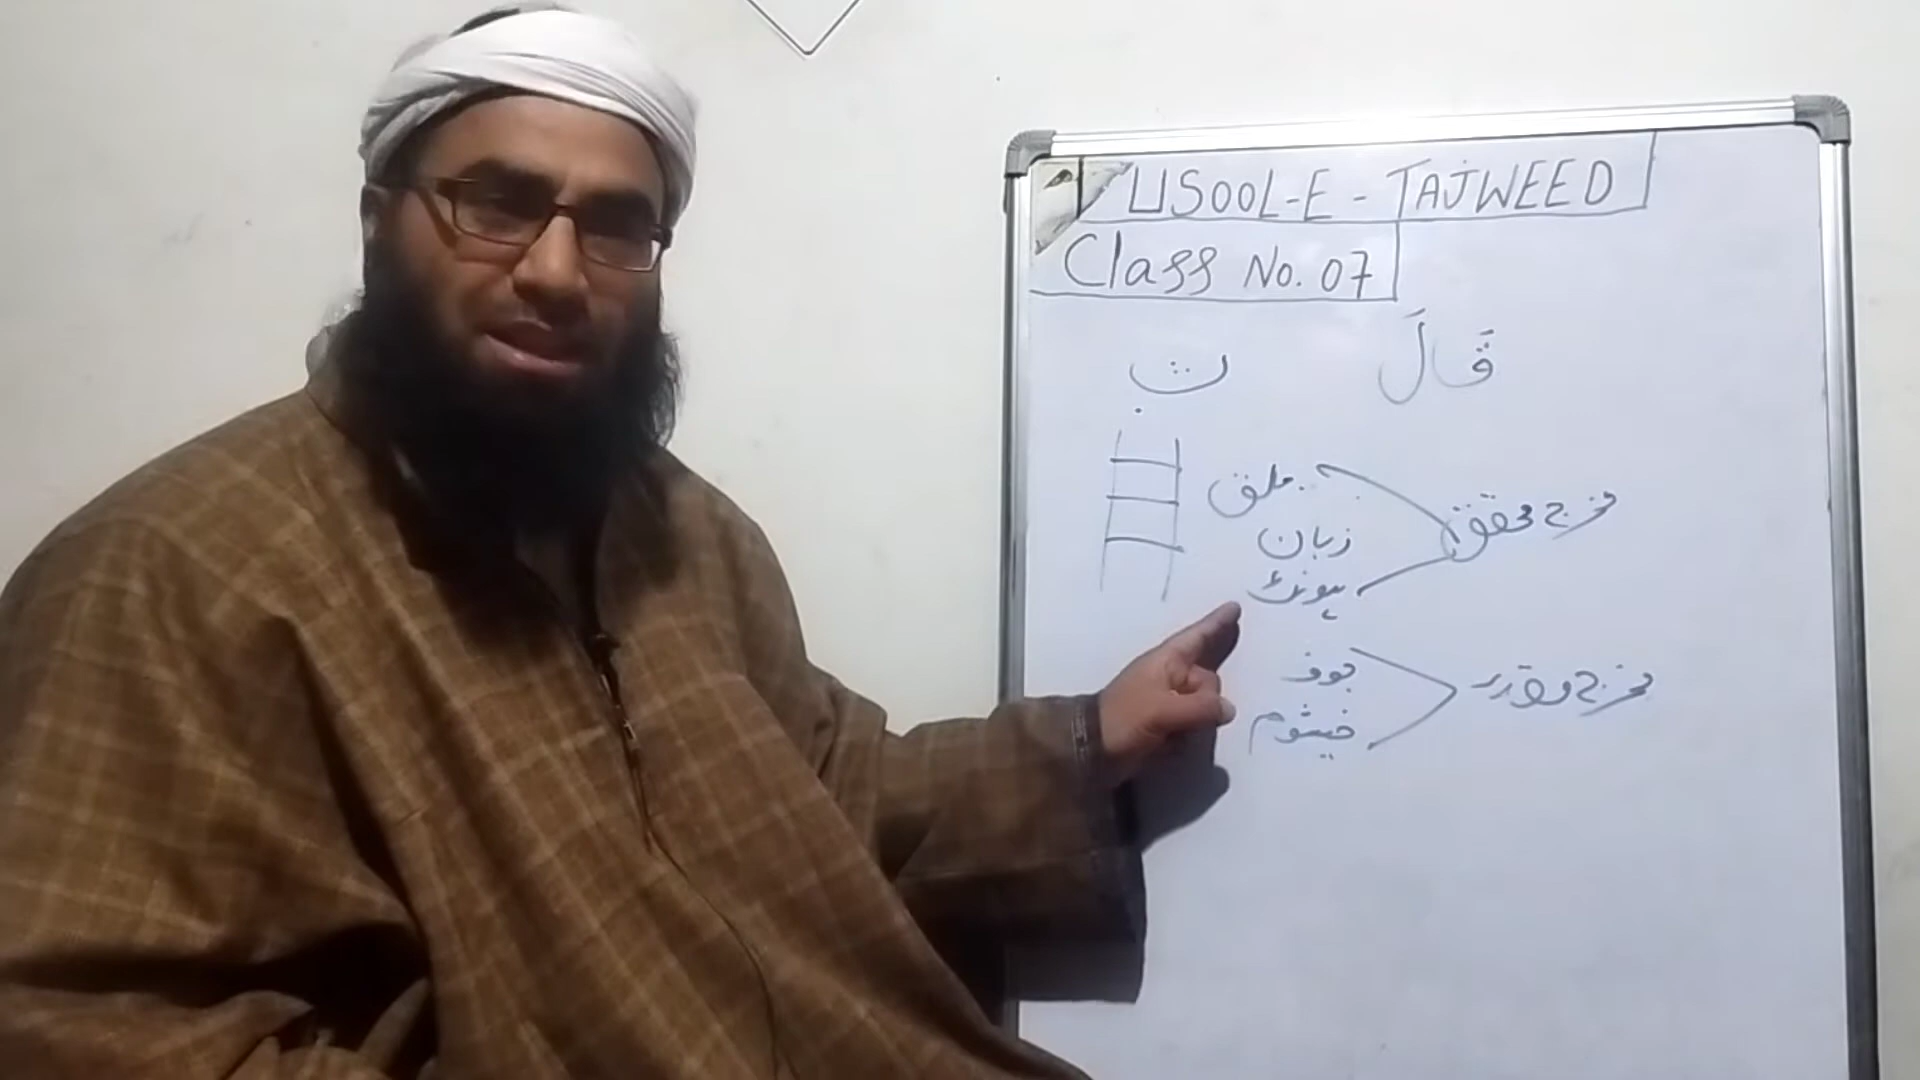 USOOL-E-TAJWEED
Class No. 07
قَالَ ث
مخرج محقق
حلق
زبان
ہونٹ
مخرج مقدر
جوف
خیشوم